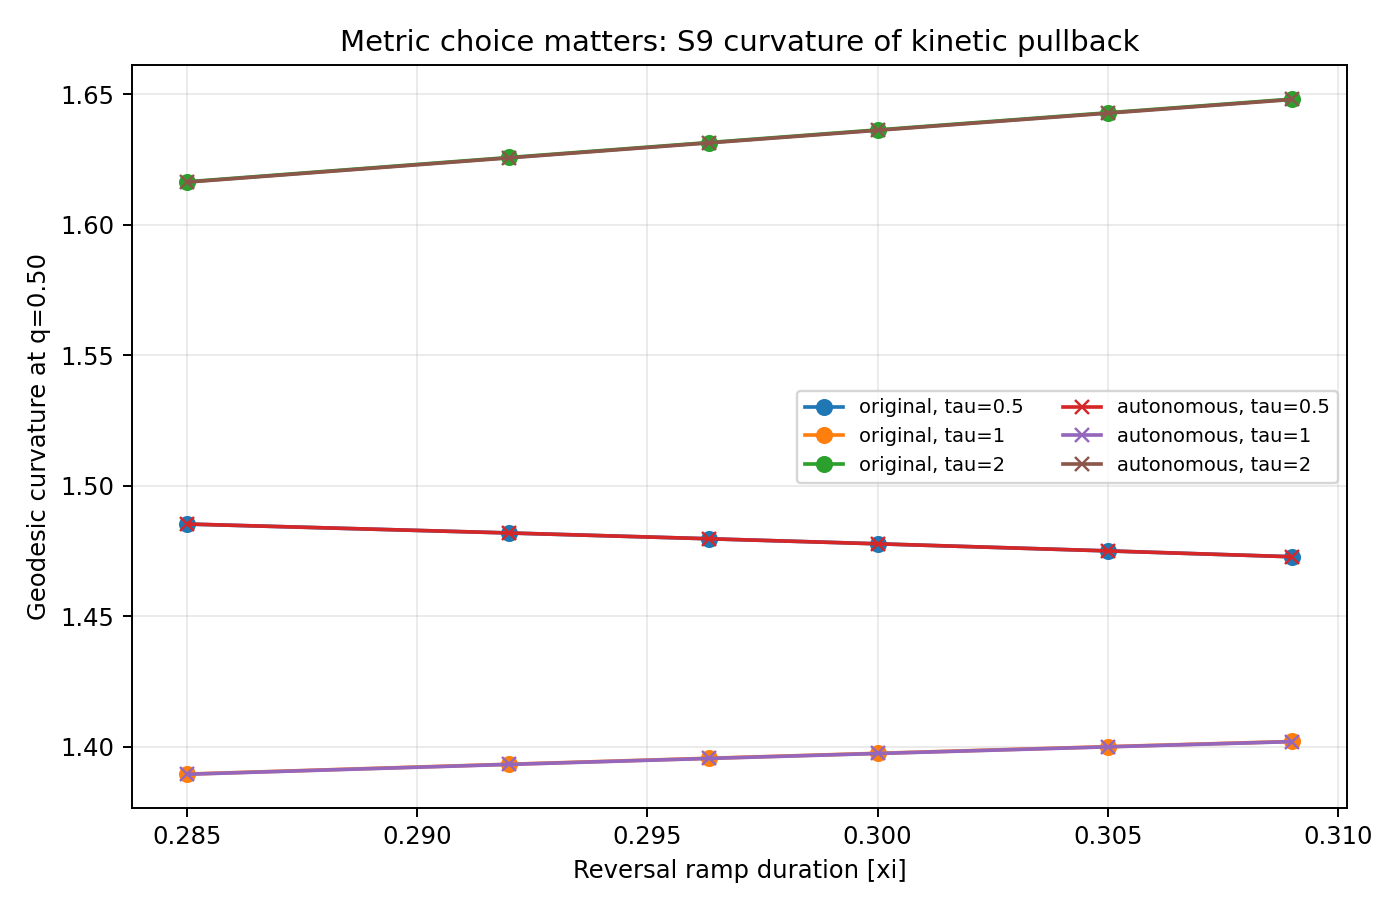 Metric choice matters: S9 curvature of kinetic pullback
Geodesic curvature at q=0.50
1.65
1.60
1.55
1.50
1.45
1.40
original, tau=0.5
original, tau=1
original, tau=2
autonomous, tau=0.5
autonomous, tau=1
autonomous, tau=2
0.285 0.290 0.295 0.300 0.305 0.310
Reversal ramp duration [xi]